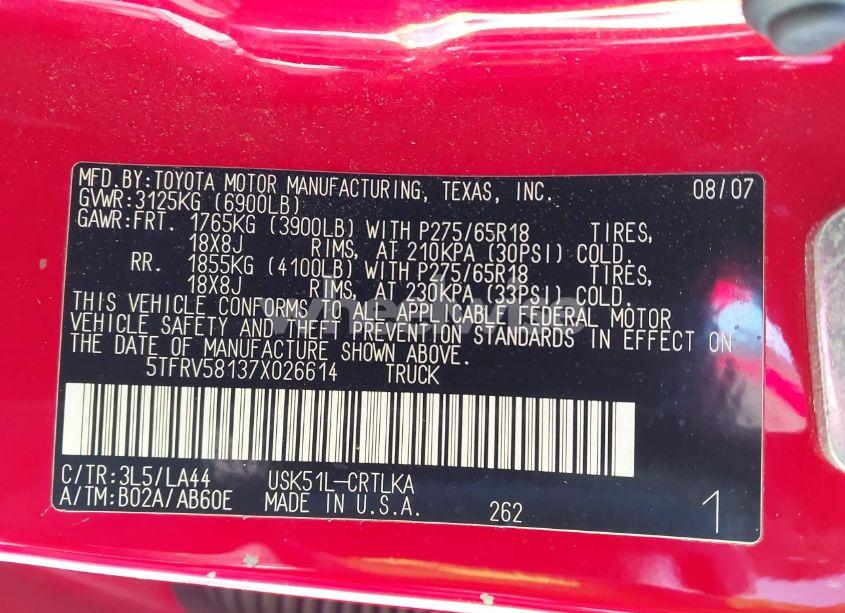 MFD.BY:TOYOTA MOTOR MANUFACTURING, TEXAS, INC. 08/07
GVWR:3125KG (6900LB)
GAWR:FRT. 1765KG (3900LB) WITH P275/65R18 TIRES,
18X8J RIMS, AT 210KPA (30PSI) COLD.
RR. 1855KG (4100LB) WITH P275/65R18 TIRES,
18X8J RIMS, AT 230KPA (33PSI) COLD.
THIS VEHICLE CONFORMS TO ALL APPLICABLE FEDERAL MOTOR
VEHICLE SAFETY AND THEFT PREVENTION STANDARDS IN EFFECT ON
THE DATE OF MANUFACTURE SHOWN ABOVE.
5TFRV58137X026614 TRUCK
C/TR:3L5/LA44 USK51L-CRTLKA
A/TM:B02A/AB60E MADE IN U.S.A. 262 1